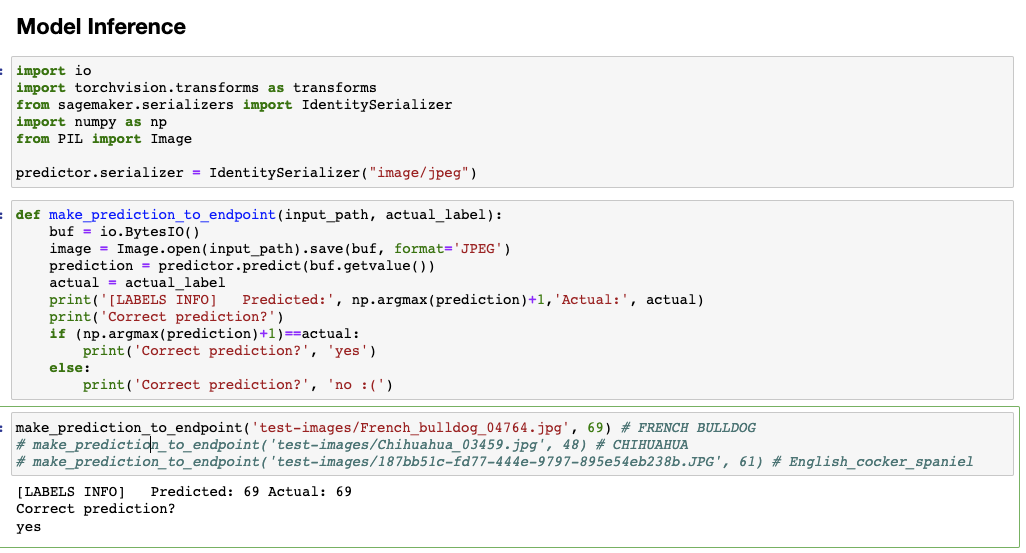 Model Inference
import io
import torchvision.transforms as transforms
from sagemaker.serializers import IdentitySerializer
import numpy as np
from PIL import Image
predictor.serializer = IdentitySerializer("image/jpeg")
def make_prediction_to_endpoint(input_path, actual_label):
    buf = io.BytesIO()
    image = Image.open(input_path).save(buf, format='JPEG')
    prediction = predictor.predict(buf.getvalue())
    actual = actual_label
    print('[LABELS INFO]   Predicted:', np.argmax(prediction)+1,'Actual:', actual)
    print('Correct prediction?')
    if (np.argmax(prediction)+1)==actual:
        print('Correct prediction?', 'yes')
    else:
        print('Correct prediction?', 'no :(')
make_prediction_to_endpoint('test-images/French_bulldog_04764.jpg', 69) # FRENCH BULLDOG
# make_prediction_to_endpoint('test-images/Chihuahua_03459.jpg', 48) # CHIHUAHUA
# make_prediction_to_endpoint('test-images/187bb51c-fd77-444e-9797-895e54eb238b.JPG', 61) # English_cocker_spaniel
[LABELS INFO]   Predicted: 69 Actual: 69
Correct prediction?
yes